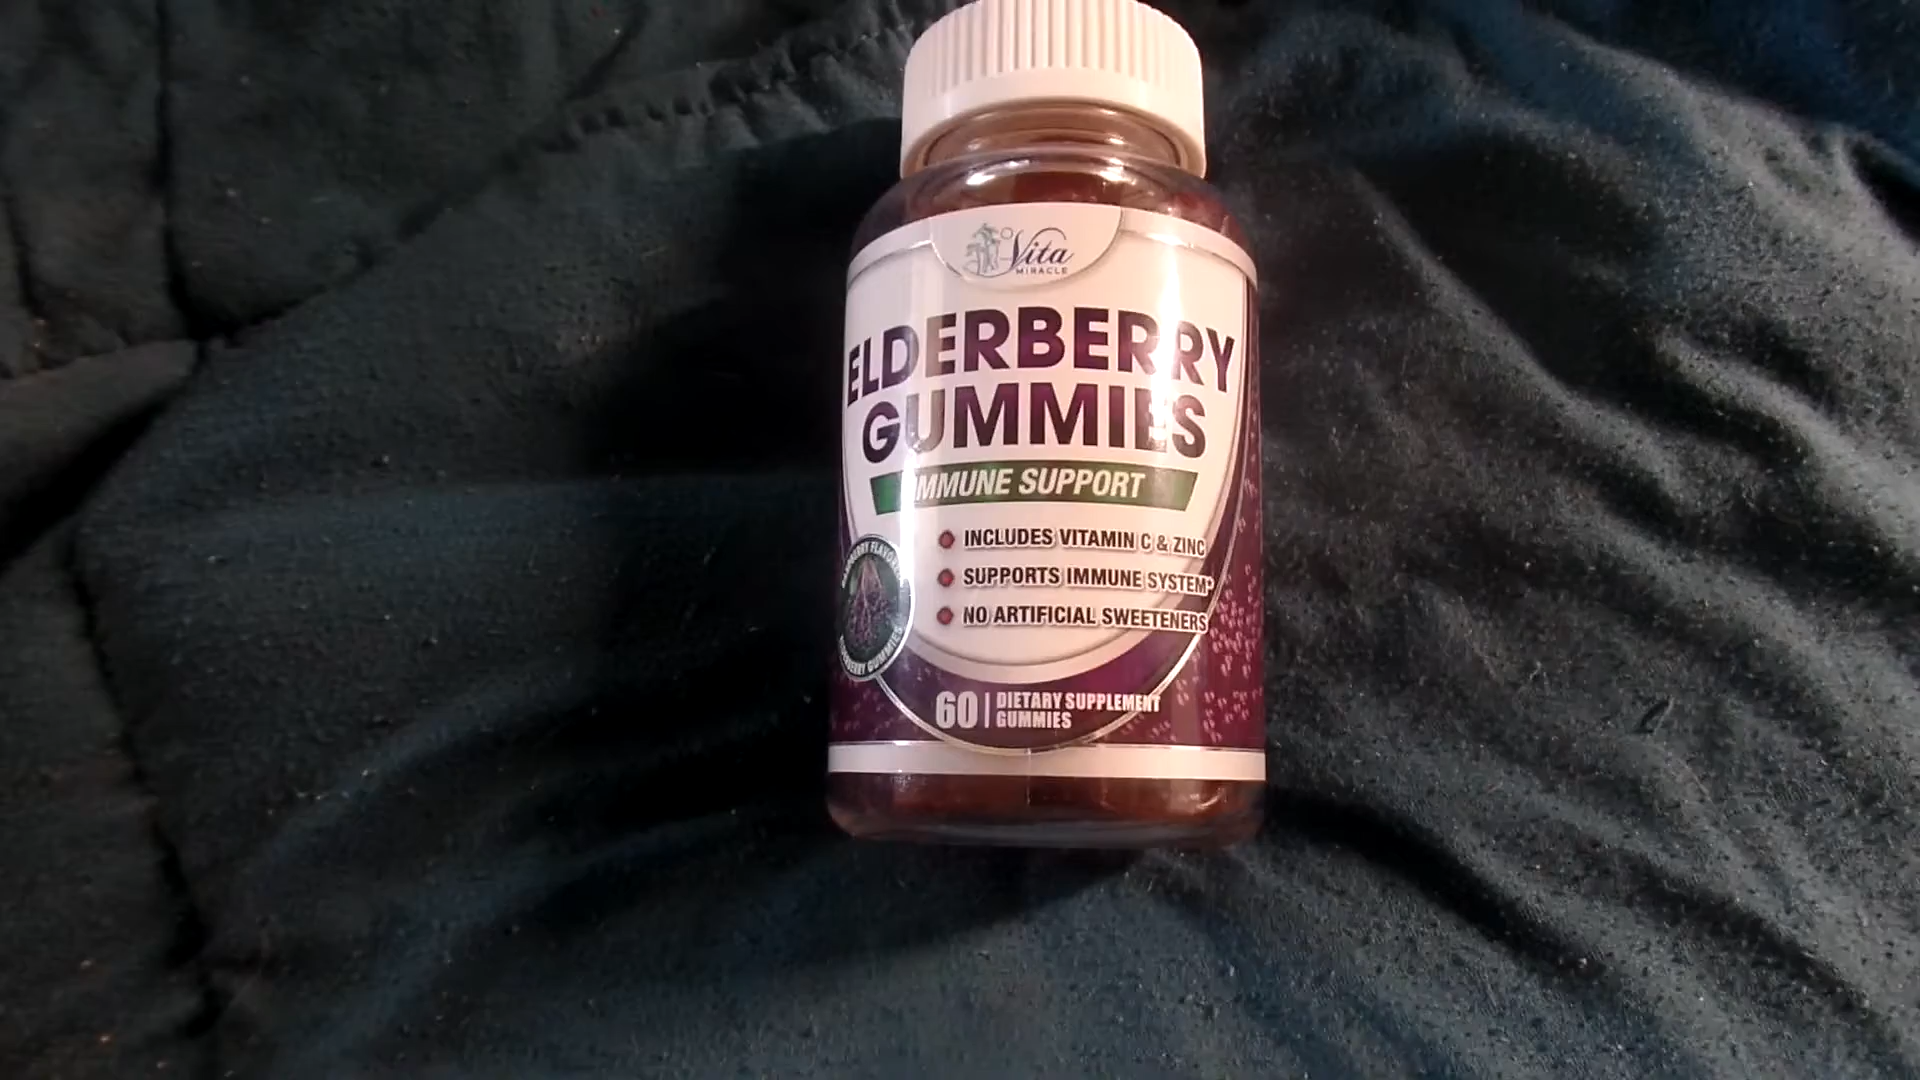 Vita
MIRACLE
ELDERBERRY
GUMMIES
IMMUNE SUPPORT
INCLUDES VITAMIN C & ZINC
SUPPORTS IMMUNE SYSTEM*
NO ARTIFICIAL SWEETENERS
60 | DIETARY SUPPLEMENT
GUMMIES